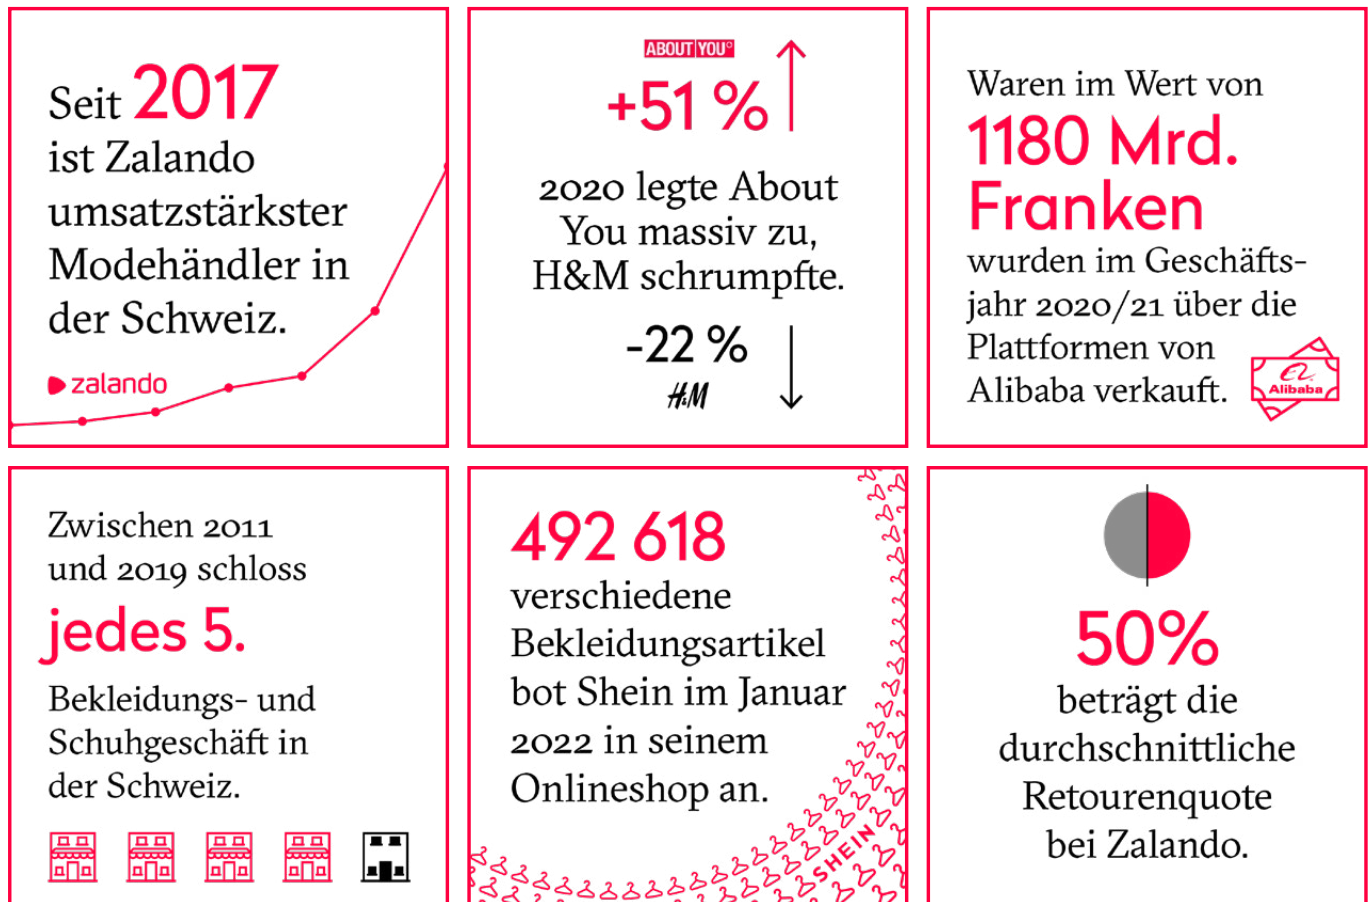 Seit 2017
ist Zalando
umsatzstärkster
Modehändler in
der Schweiz.
zalando
ABOUT YOU°
+51 %
2020 legte About
You massiv zu,
H&M schrumpfte.
-22 %
H&M
Waren im Wert von
1180 Mrd.
Franken
wurden im Geschäfts-
jahr 2020/21 über die
Plattformen von
Alibaba verkauft.
Alibaba
Zwischen 2011
und 2019 schloss
jedes 5.
Bekleidungs- und
Schuhgeschäft in
der Schweiz.
492 618
verschiedene
Bekleidungsartikel
bot Shein im Januar
2022 in seinem
Onlineshop an.
SHEIN
50%
beträgt die
durchschnittliche
Retourenquote
bei Zalando.